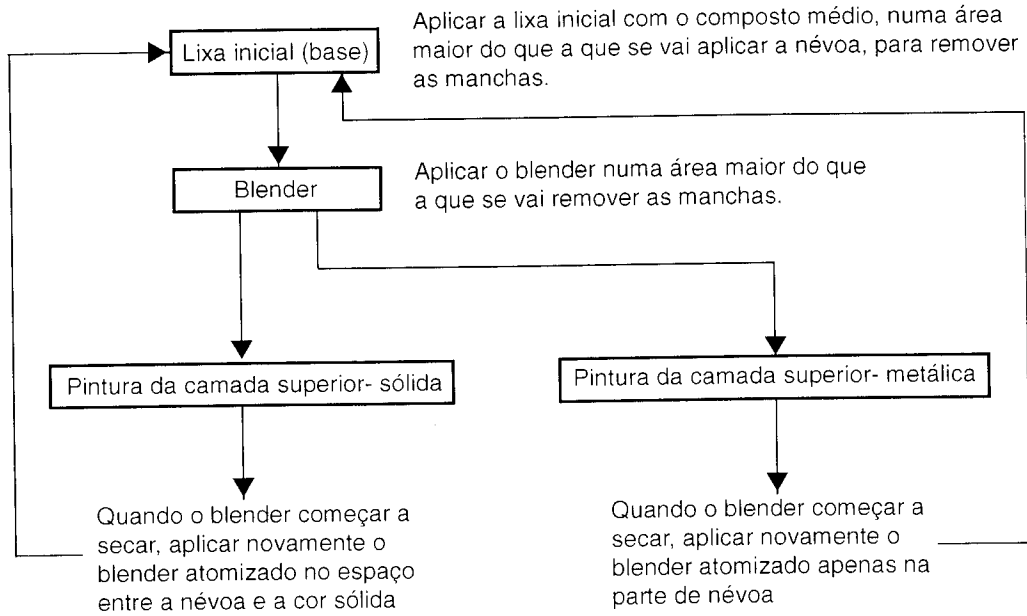 Aplicar a lixa inicial com o composto médio, numa área
maior do que a que se vai aplicar a névoa, para remover
as manchas.
Lixa inicial (base)
Aplicar o blender numa área maior do que
a que se vai remover as manchas.
Blender
Pintura da camada superior- sólida
Pintura da camada superior- metálica
Quando o blender começar a
secar, aplicar novamente o
blender atomizado no espaço
entre a névoa e a cor sólida
Quando o blender começar a
secar, aplicar novamente o
blender atomizado apenas na
parte de névoa